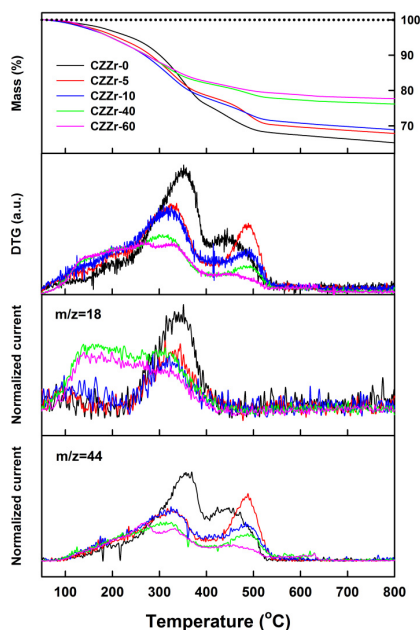 100
90
80
70
Mass (%)
CZZr-0
CZZr-5
CZZr-10
CZZr-40
CZZr-60
DTG (a.u.)
m/z=18
Normalized current
m/z=44
Normalized current
100 200 300 400 500 600 700 800
Temperature (°C)